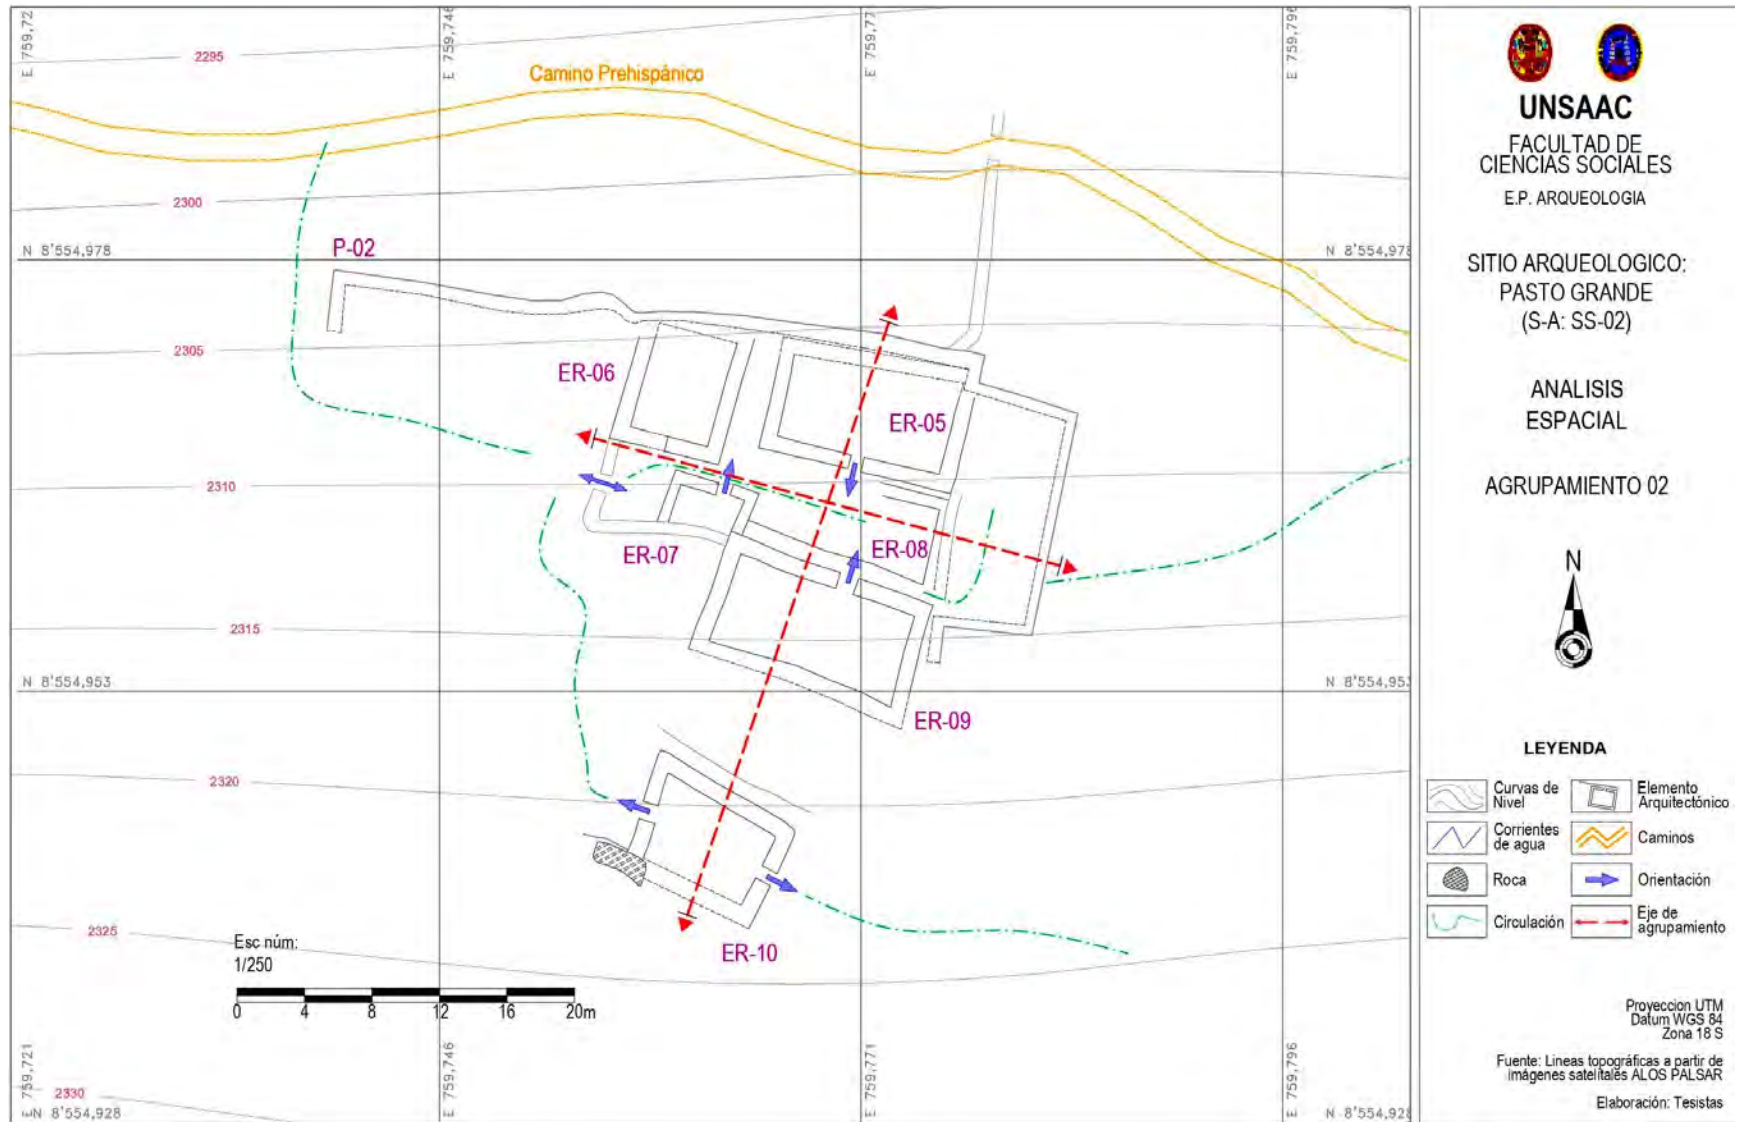 E 759,72
E 759,746
E 759,77
E 759,796
2295
Camino Prehispánico
2300
N 8'554,978
P-02
N 8'554,978
2305
ER-06
ER-05
2310
ER-07
ER-08
2315
N 8'554,953
N 8'554,953
ER-09
2320
2325
ER-10
Esc núm:
1/250
0 4 8 12 16 20m
E 759,721
E 759,746
E 759,771
E 759,796
2330
N 8'554,928
N 8'554,928
UNSAAC
FACULTAD DE
CIENCIAS SOCIALES
E.P. ARQUEOLOGIA
SITIO ARQUEOLOGICO:
PASTO GRANDE
(S-A: SS-02)
ANALISIS
ESPACIAL
AGRUPAMIENTO 02
N
LEYENDA
Curvas de
Nivel
Elemento
Arquitectónico
Corrientes
de agua
Caminos
Roca
Orientación
Circulación
Eje de
agrupamiento
Proyeccion UTM
Datum WGS 84
Zona 18 S
Fuente: Lineas topográficas a partir de
imágenes satelitales ALOS PALSAR
Elaboración: Tesistas